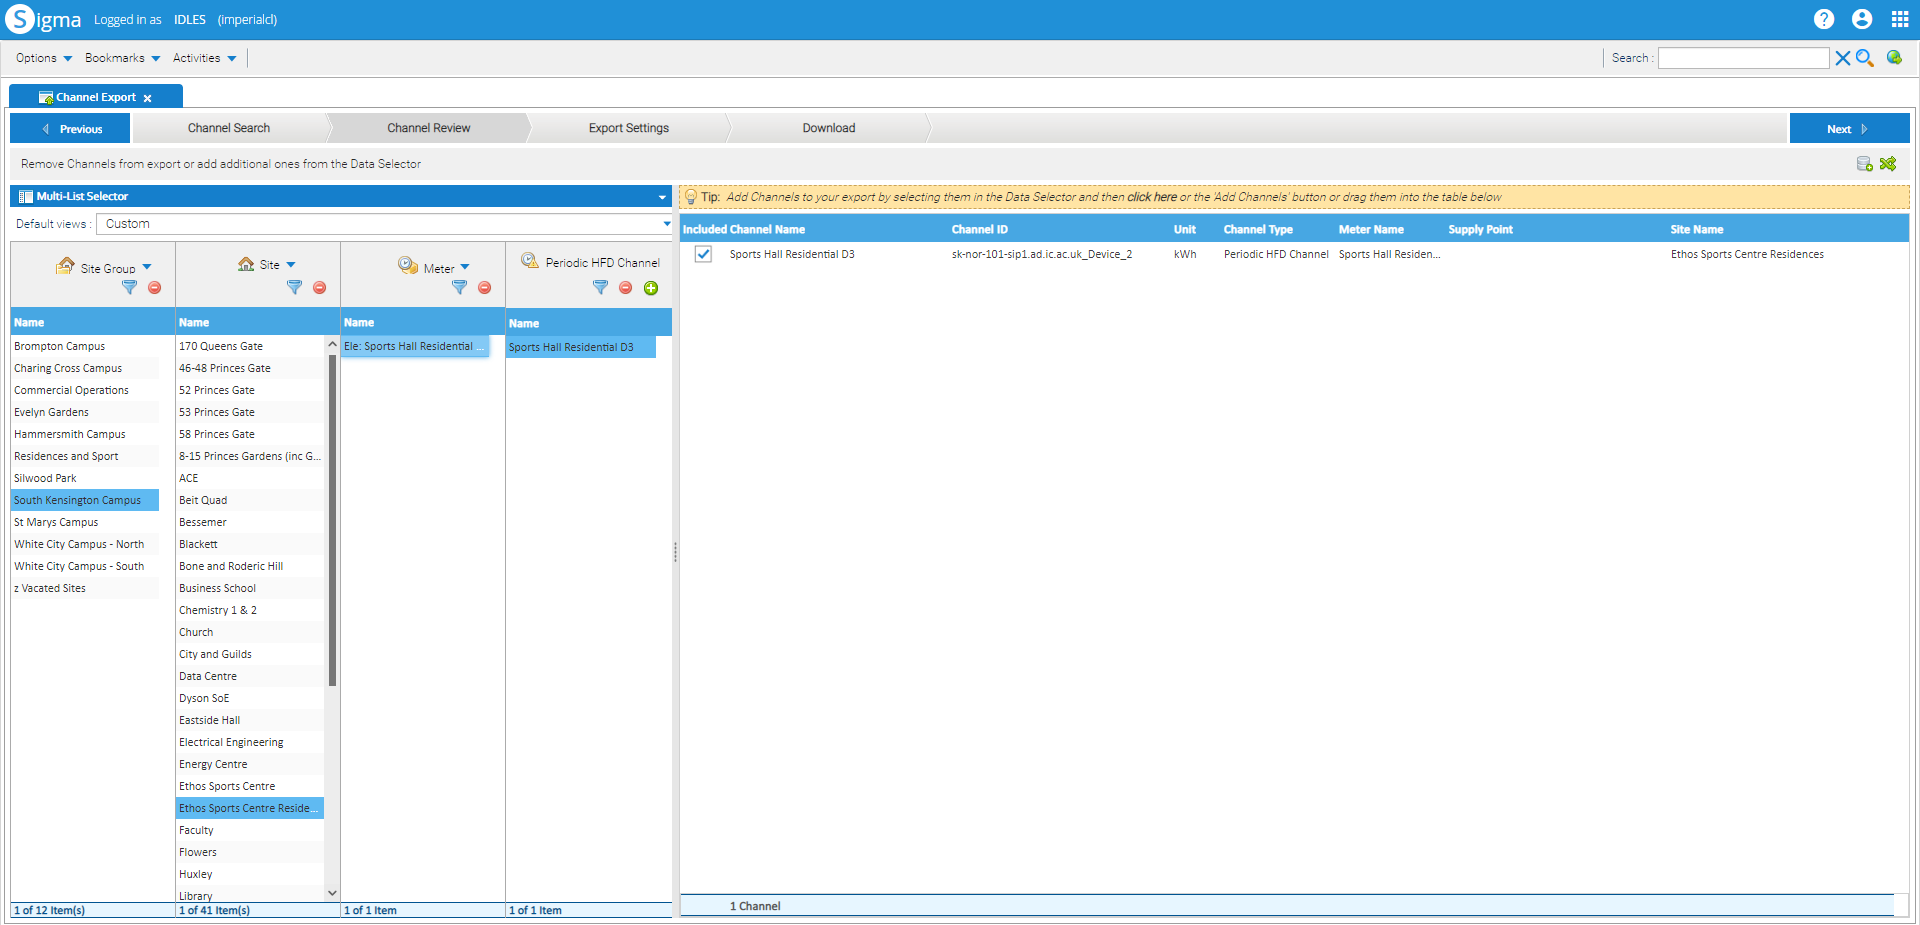 Sigma Logged in as IDLES (imperialcl)
Options Bookmarks Activities Search :
Channel Export
Previous Channel Search Channel Review Export Settings Download Next
Remove Channels from export or add additional ones from the Data Selector
Multi-List Selector
Default views : Custom
Site Group Site Meter Periodic HFD Channel
Name Name Name Name
Brompton Campus
Charing Cross Campus
Commercial Operations
Evelyn Gardens
Hammersmith Campus
Residences and Sport
Silwood Park
South Kensington Campus
St Marys Campus
White City Campus - North
White City Campus - South
z Vacated Sites
1 of 12 Item(s)
170 Queens Gate
46-48 Princes Gate
52 Princes Gate
53 Princes Gate
58 Princes Gate
8-15 Princes Gardens (inc G...
ACE
Beit Quad
Bessemer
Blackett
Bone and Roderic Hill
Business School
Chemistry 1 & 2
Church
City and Guilds
Data Centre
Dyson SoE
Eastside Hall
Electrical Engineering
Energy Centre
Ethos Sports Centre
Ethos Sports Centre Reside...
Faculty
Flowers
Huxley
Library
1 of 41 Item(s)
Ele: Sports Hall Residential ...
1 of 1 Item
Sports Hall Residential D3
1 of 1 Item
Tip: Add Channels to your export by selecting them in the Data Selector and then click here or the 'Add Channels' button or drag them into the table below
Included Channel Name Channel ID Unit Channel Type Meter Name Supply Point Site Name
Sports Hall Residential D3 sk-nor-101-sip1.ad.ic.ac.uk_Device_2 kWh Periodic HFD Channel Sports Hall Residen... Ethos Sports Centre Residences
1 Channel